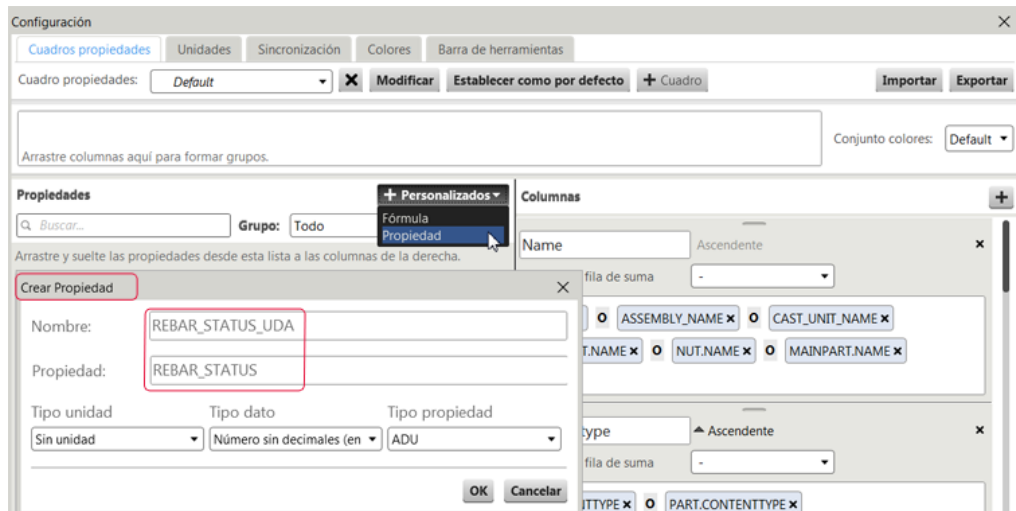 Configuración
Cuadros propiedades Unidades Sincronización Colores Barra de herramientas
Cuadro propiedades: Default Modificar Establecer como por defecto + Cuadro Importar Exportar
Conjunto colores: Default
Arrastre columnas aquí para formar grupos.
Propiedades + Personalizados Columnas +
Buscar... Grupo: Todo Fórmula
Propiedad
Name Ascendente
Arrastre y suelte las propiedades desde esta lista a las columnas de la derecha.
fila de suma -
Crear Propiedad
Nombre: REBAR_STATUS_UDA
O ASSEMBLY_NAME O CAST_UNIT_NAME
T.NAME O NUT.NAME O MAINPART.NAME
Propiedad: REBAR_STATUS
Tipo unidad Tipo dato Tipo propiedad
Sin unidad Número sin decimales (en ADU
type Ascendente
fila de suma -
OK Cancelar
NTTYPE O PART.CONTENTTYPE